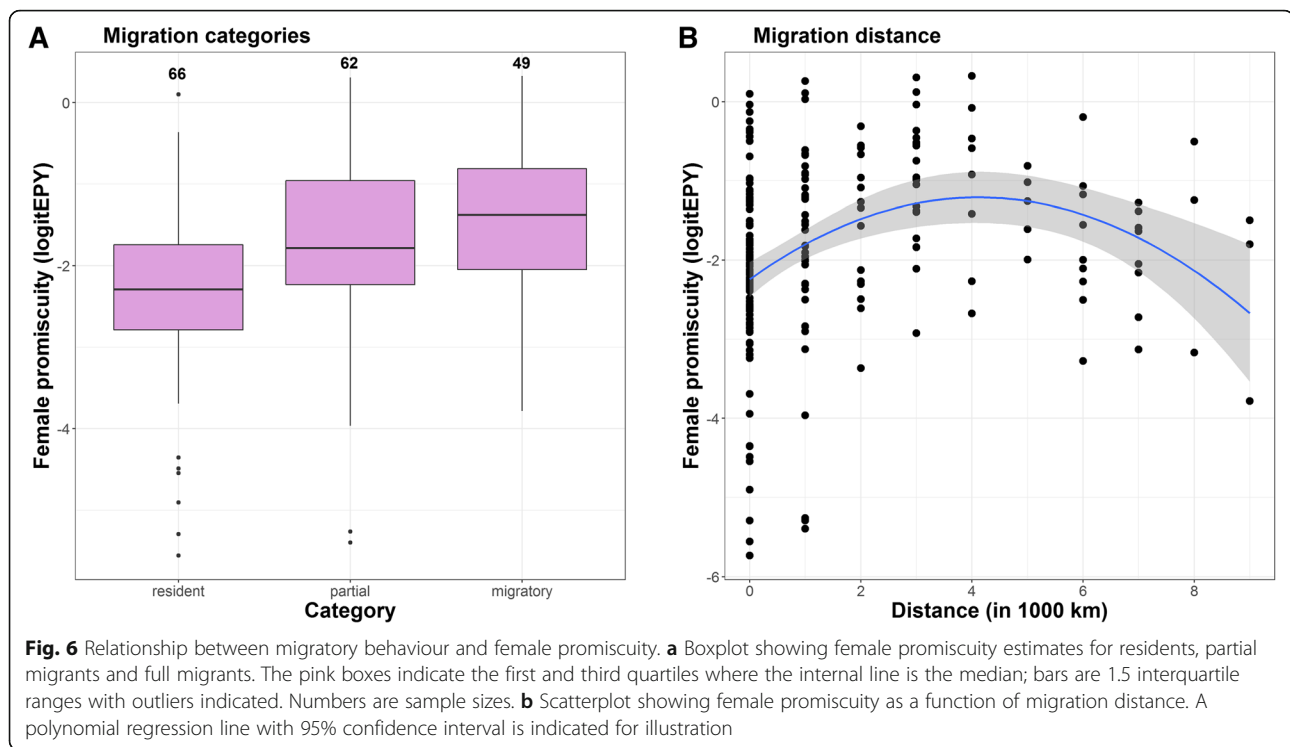 A Migration categories
66 62 49
0
-2
-4
Female promiscuity (logitEPY)
resident partial migratory
Category
B Migration distance
0
-2
-4
-6
Female promiscuity (logitEPY)
0 2 4 6 8
Distance (in 1000 km)
Fig. 6 Relationship between migratory behaviour and female promiscuity. a Boxplot showing female promiscuity estimates for residents, partial
migrants and full migrants. The pink boxes indicate the first and third quartiles where the internal line is the median; bars are 1.5 interquartile
ranges with outliers indicated. Numbers are sample sizes. b Scatterplot showing female promiscuity as a function of migration distance. A
polynomial regression line with 95% confidence interval is indicated for illustration